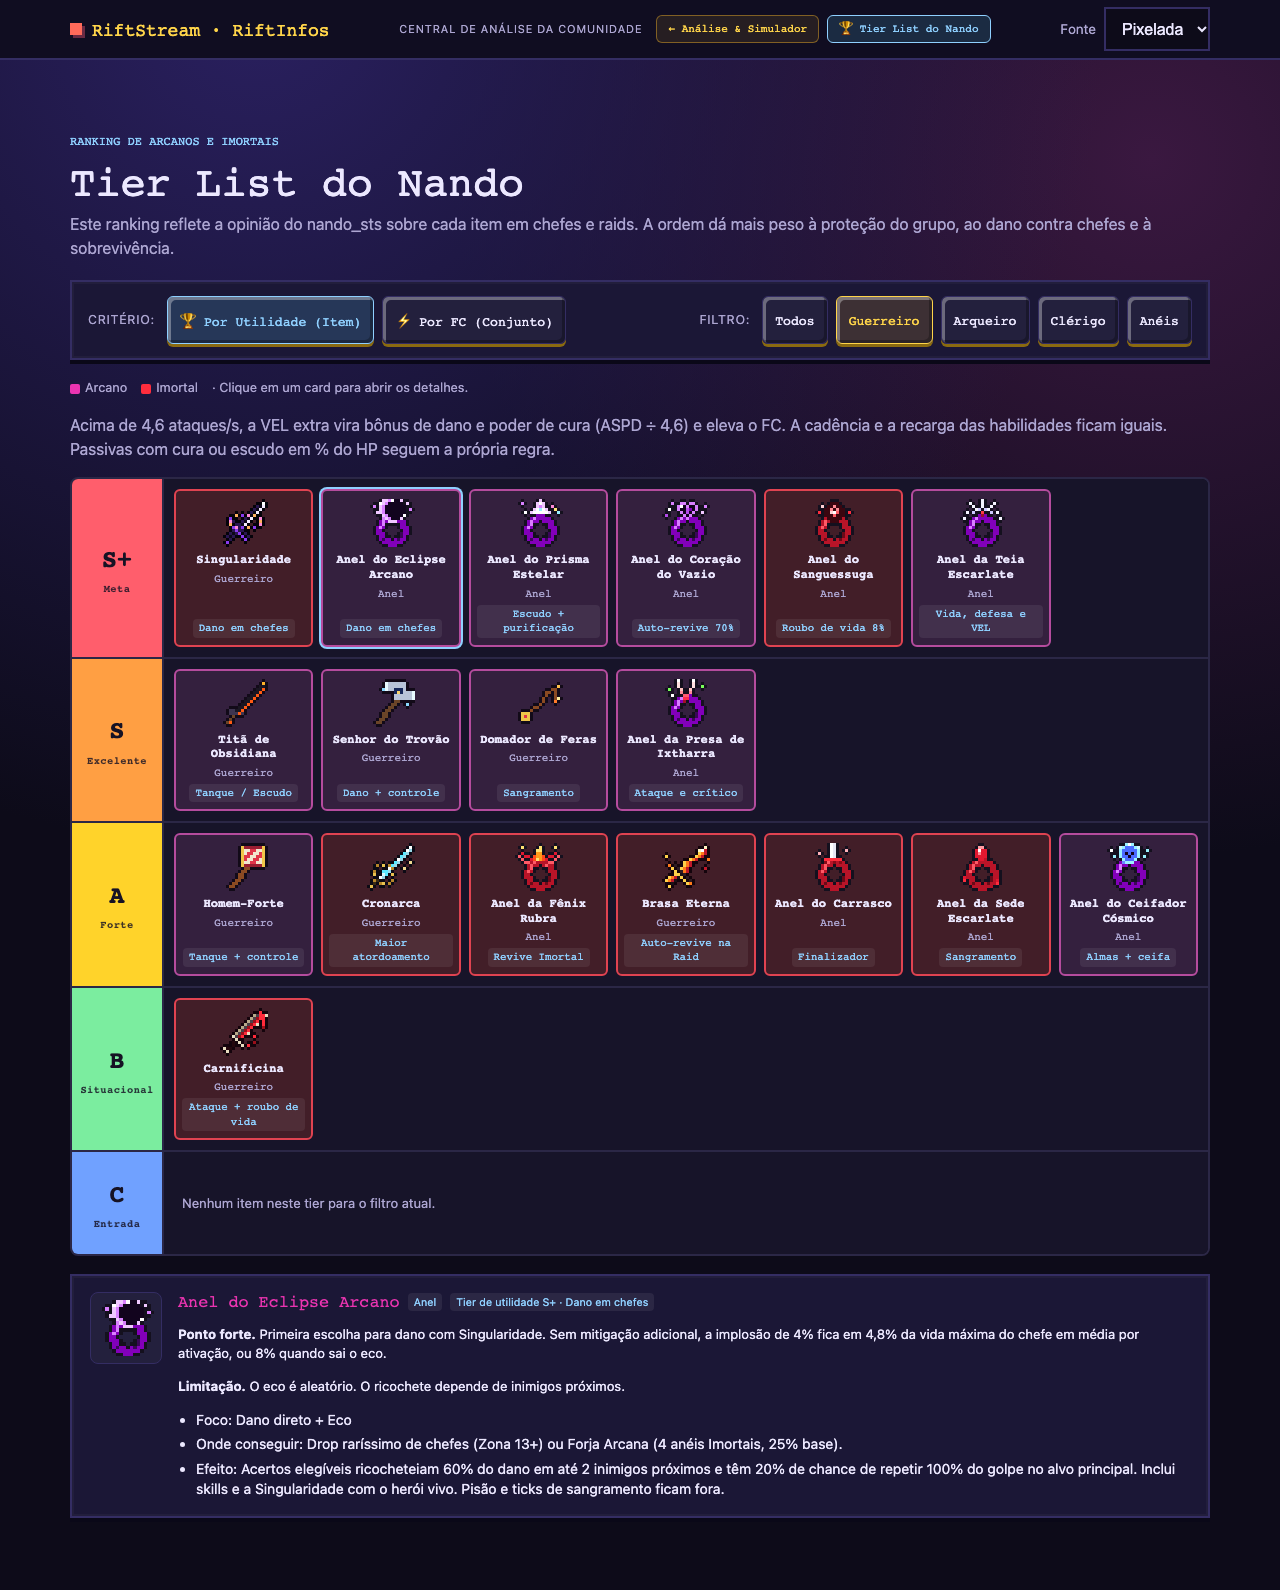 RiftStream • RiftInfos
CENTRAL DE ANÁLISE DA COMUNIDADE
← Análise & Simulador
🏆 Tier List do Nando
Fonte
Pixelada
RANKING DE ARCANOS E IMORTAIS
Tier List do Nando
Este ranking reflete a opinião do nando_sts sobre cada item em chefes e raids. A ordem dá mais peso à proteção do grupo, ao dano contra chefes e à
sobrevivência.
CRITÉRIO:
🏆 Por Utilidade (Item)
⚡ Por FC (Conjunto)
FILTRO:
Todos
Guerreiro
Arqueiro
Clérigo
Anéis
Arcano
Imortal
· Clique em um card para abrir os detalhes.
Acima de 4,6 ataques/s, a VEL extra vira bônus de dano e poder de cura (ASPD ÷ 4,6) e eleva o FC. A cadência e a recarga das habilidades ficam iguais.
Passivas com cura ou escudo em % do HP seguem a própria regra.
S+
Meta
Singularidade
Guerreiro
Dano em chefes
Anel do Eclipse
Arcano
Anel
Dano em chefes
Anel do Prisma
Estelar
Anel
Escudo +
purificação
Anel do Coração
do Vazio
Anel
Auto-revive 70%
Anel do
Sanguessuga
Anel
Roubo de vida 8%
Anel da Teia
Escarlate
Anel
Vida, defesa e
VEL
S
Excelente
Titã de
Obsidiana
Guerreiro
Tanque / Escudo
Senhor do Trovão
Guerreiro
Dano + controle
Domador de Feras
Guerreiro
Sangramento
Anel da Presa de
Ixtharra
Anel
Ataque e crítico
A
Forte
Homem-Forte
Guerreiro
Tanque + controle
Cronarca
Guerreiro
Maior
atordoamento
Anel da Fênix
Rubra
Anel
Revive Imortal
Brasa Eterna
Guerreiro
Auto-revive na
Raid
Anel do Carrasco
Anel
Finalizador
Anel da Sede
Escarlate
Anel
Sangramento
Anel do Ceifador
Cósmico
Anel
Almas + ceifa
B
Situacional
Carnificina
Guerreiro
Ataque + roubo de
vida
C
Entrada
Nenhum item neste tier para o filtro atual.
Anel do Eclipse Arcano
Anel
Tier de utilidade S+ · Dano em chefes
Ponto forte. Primeira escolha para dano com Singularidade. Sem mitigação adicional, a implosão de 4% fica em 4,8% da vida máxima do chefe em média por
ativação, ou 8% quando sai o eco.
Limitação. O eco é aleatório. O ricochete depende de inimigos próximos.
• Foco: Dano direto + Eco
• Onde conseguir: Drop raríssimo de chefes (Zona 13+) ou Forja Arcana (4 anéis Imortais, 25% base).
• Efeito: Acertos elegíveis ricocheteiam 60% do dano em até 2 inimigos próximos e têm 20% de chance de repetir 100% do golpe no alvo principal. Inclui
skills e a Singularidade com o herói vivo. Pisão e ticks de sangramento ficam fora.